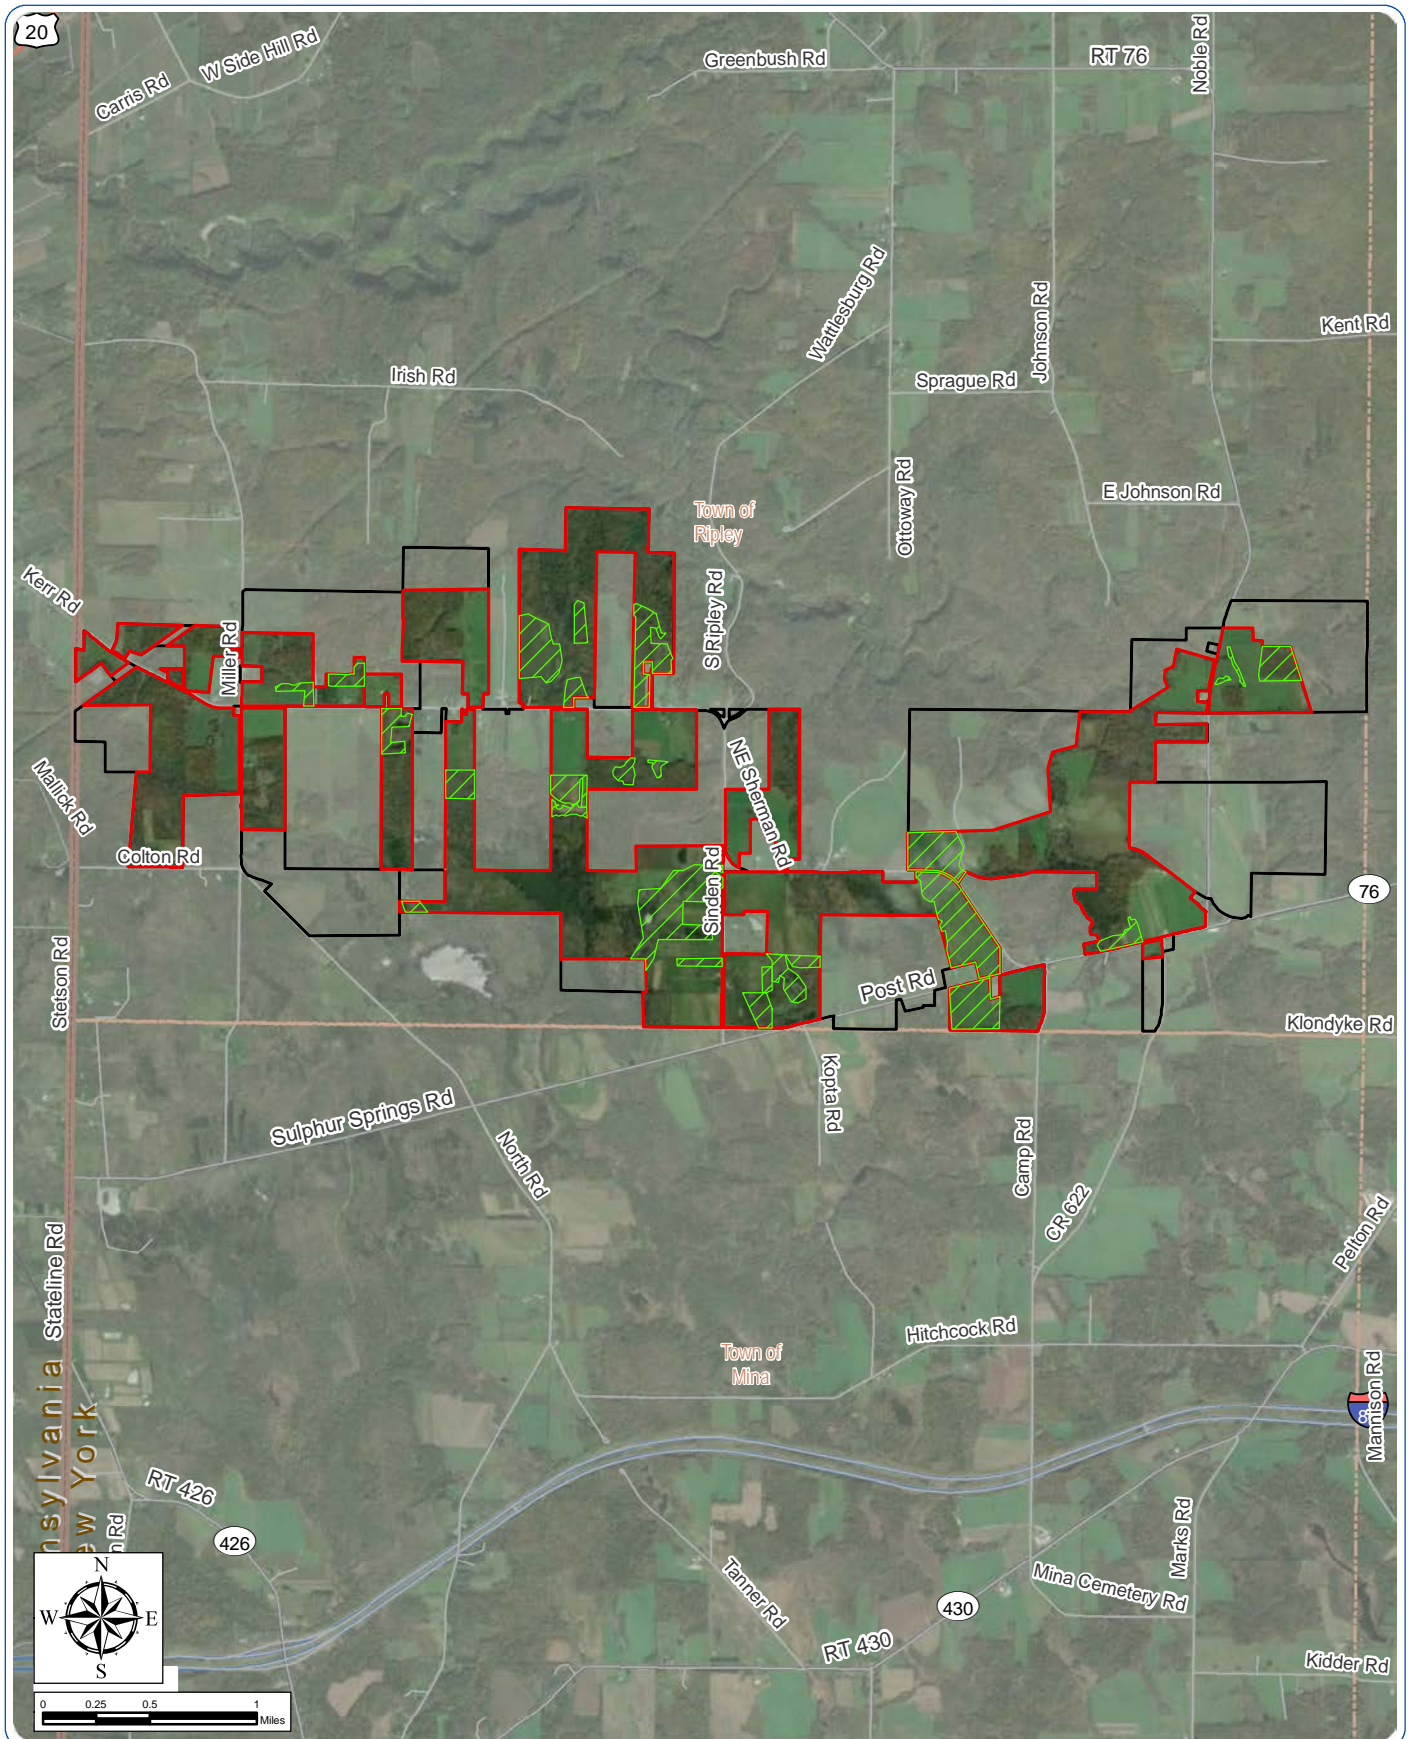 20
W Side Hill Rd
Carris Rd
Greenbush Rd
RT 76
Noble Rd
Wattlesburg Rd
Johnson Rd
Kent Rd
Irish Rd
Sprague Rd
Ottoway Rd
E Johnson Rd
Town of
Ripley
Kerr Rd
Miller Rd
S Ripley Rd
NE Sherman Rd
Mallick Rd
Colton Rd
Sinden Rd
76
Stetson Rd
Post Rd
Klondyke Rd
Kopta Rd
Sulphur Springs Rd
North Rd
Camp Rd
CR 622
Pelton Rd
Stateline Rd
Hitchcock Rd
Town of
Mina
Mannison Rd
8
nsylvania
ew York
RT 426
426
n Rd
Tanner Rd
Marks Rd
Mina Cemetery Rd
430
RT 430
Kidder Rd
N
W E
S
0 0.25 0.5 1
Miles